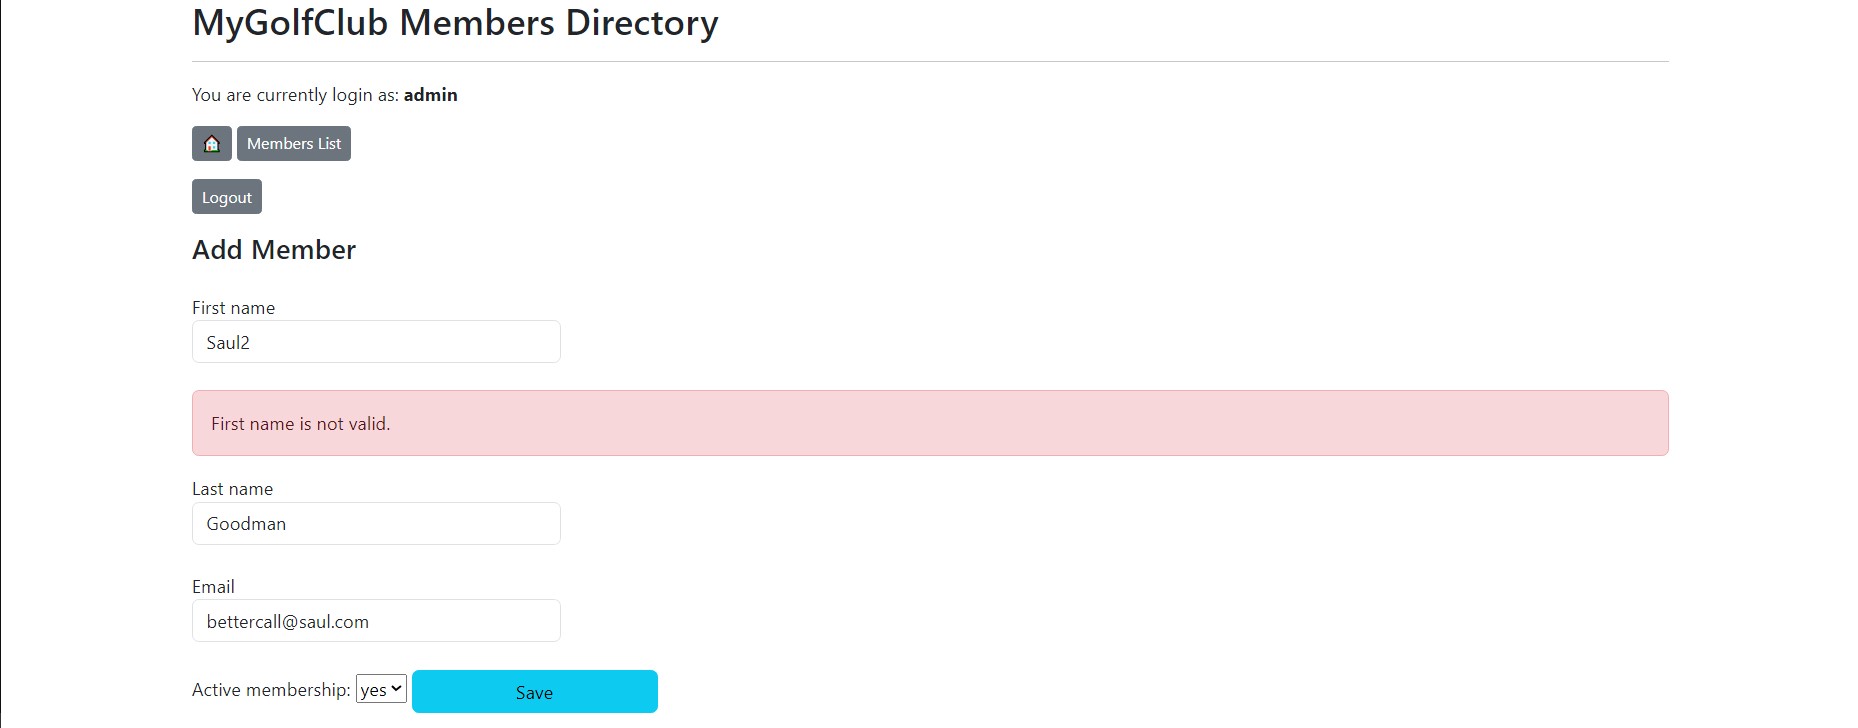 MyGolfClub Members Directory
You are currently login as: admin
Members List
Logout
Add Member
First name
Saul2
First name is not valid.
Last name
Goodman
Email
bettercall@saul.com
Active membership: yes Save